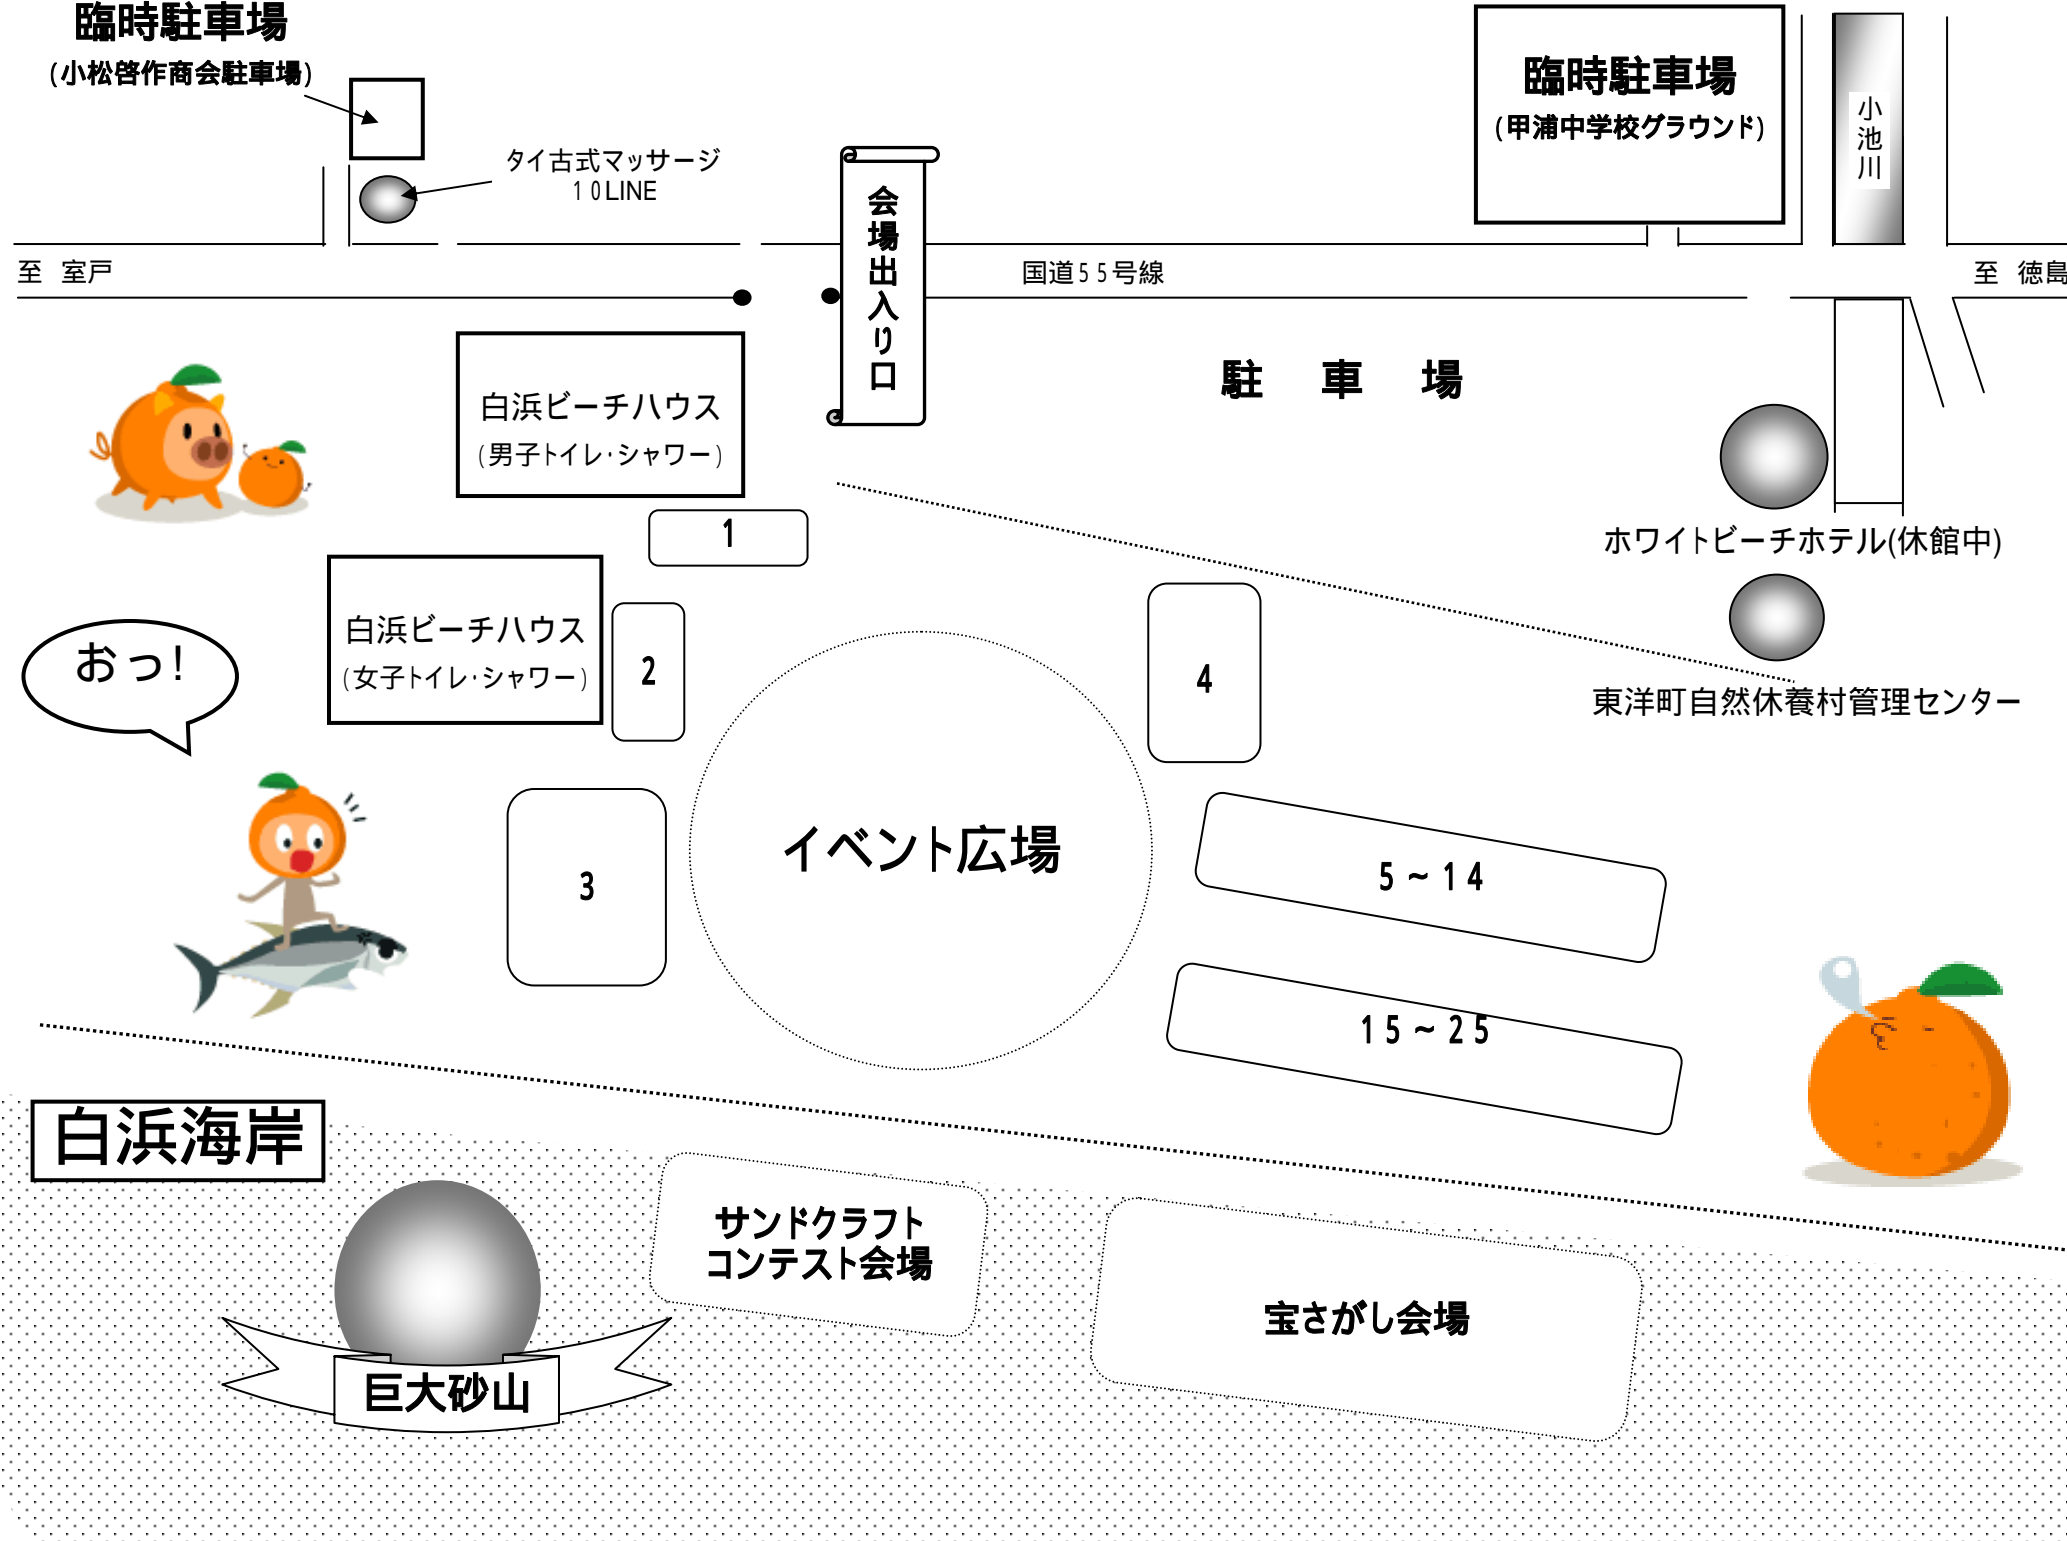 臨時駐車場
(小松啓作商会駐車場)
タイ古式マッサージ
10LINE
臨時駐車場
(甲浦中学校グラウンド)
小池川
会場出入り口
至 室戸
国道55号線
至 徳島
駐 車 場
白浜ビーチハウス
(男子トイレ・シャワー)
1
ホワイトビーチホテル(休館中)
白浜ビーチハウス
(女子トイレ・シャワー)
2
4
おっ!
東洋町自然休養村管理センター
イベント広場
3
5~14
15~25
白浜海岸
サンドクラフト
コンテスト会場
宝さがし会場
巨大砂山